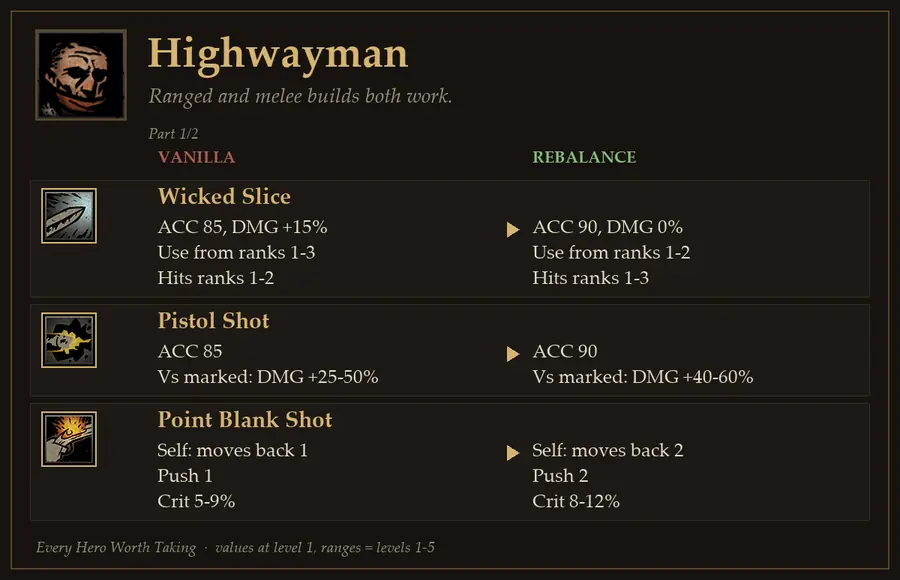 Highwayman
Ranged and melee builds both work.
Part 1/2
VANILLA
REBALANCE
Wicked Slice
ACC 85, DMG +15%
ACC 90, DMG 0%
Use from ranks 1-3
Use from ranks 1-2
Hits ranks 1-2
Hits ranks 1-3
Pistol Shot
ACC 85
ACC 90
Vs marked: DMG +25-50%
Vs marked: DMG +40-60%
Point Blank Shot
Self: moves back 1
Self: moves back 2
Push 1
Push 2
Crit 5-9%
Crit 8-12%
Every Hero Worth Taking · values at level 1, ranges = levels 1-5